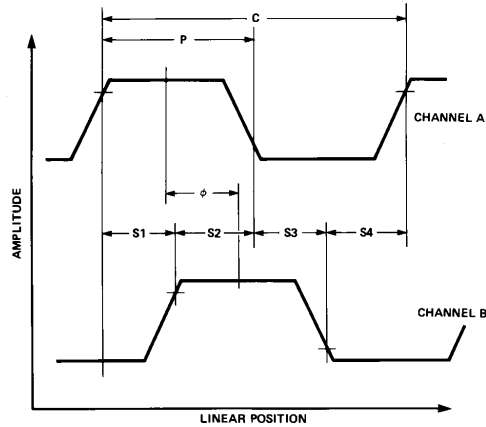 C
P
CHANNEL A
ϕ
S1 S2 S3 S4
AMPLITUDE
CHANNEL B
LINEAR POSITION